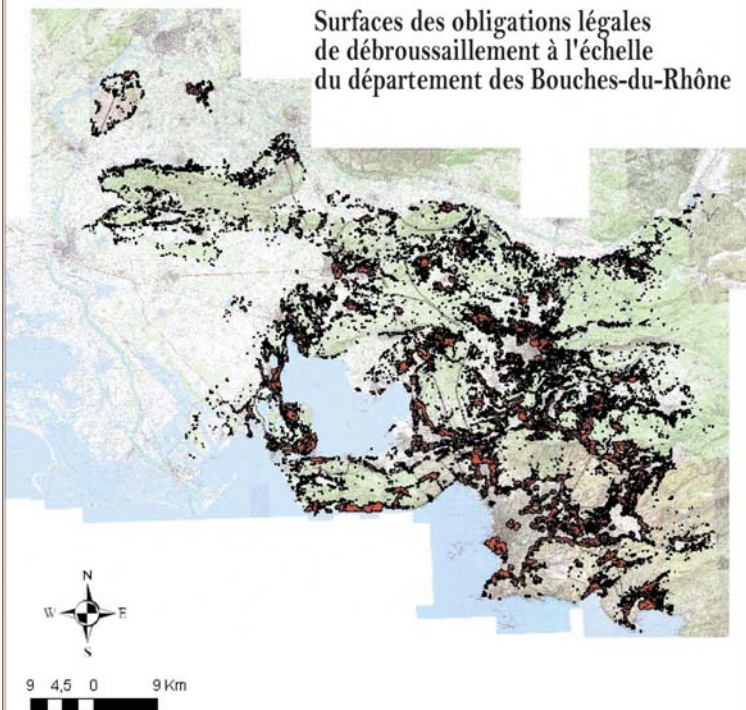 Surfaces des obligations légales
de débroussaillement à l'échelle
du département des Bouches-du-Rhône
N
W E
S
9 4,5 0 9 Km